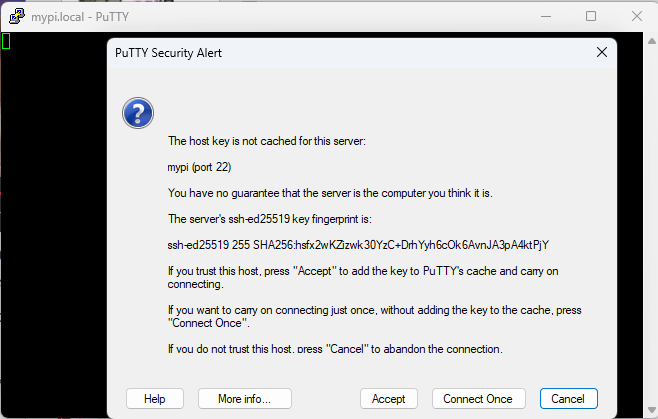 mypi.local - PuTTY
PuTTY Security Alert
The host key is not cached for this server:
mypi (port 22)
You have no guarantee that the server is the computer you think it is.
The server's ssh-ed25519 key fingerprint is:
ssh-ed25519 255 SHA256:hsfx2wKZizwk30YzC+DrhYyh6cOk6AvnJA3pA4ktPjY
If you trust this host, press "Accept" to add the key to PuTTY's cache and carry on
connecting.
If you want to carry on connecting just once, without adding the key to the cache, press
"Connect Once".
If you do not trust this host, press "Cancel" to abandon the connection.
Help
More info...
Accept
Connect Once
Cancel